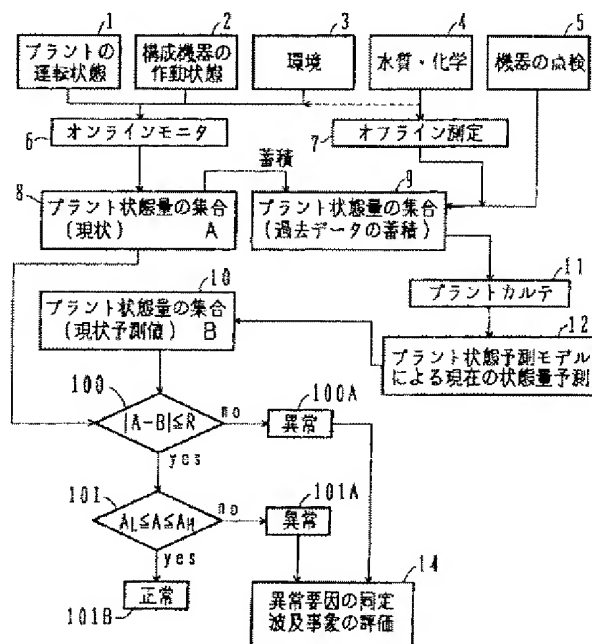 1
2
3
4
5
プラントの
運転状態
構成機器の
作動状態
環境
水質・化学
機器の点検
6
オンラインモニタ
7
オフライン測定
蓄積
8
9
プラント状態量の集合
(現状) A
プラント状態量の集合
(過去データの蓄積)
10
プラント状態量の集合
(現状予測値) B
11
プラントカルテ
12
プラント状態予測モデル
による現在の状態量予測
100
|A-B|≦R
no
100A
異常
yes
101
AL≦A≦AH
no
101A
異常
yes
正常
101B
14
異常要因の同定
波及事象の評価